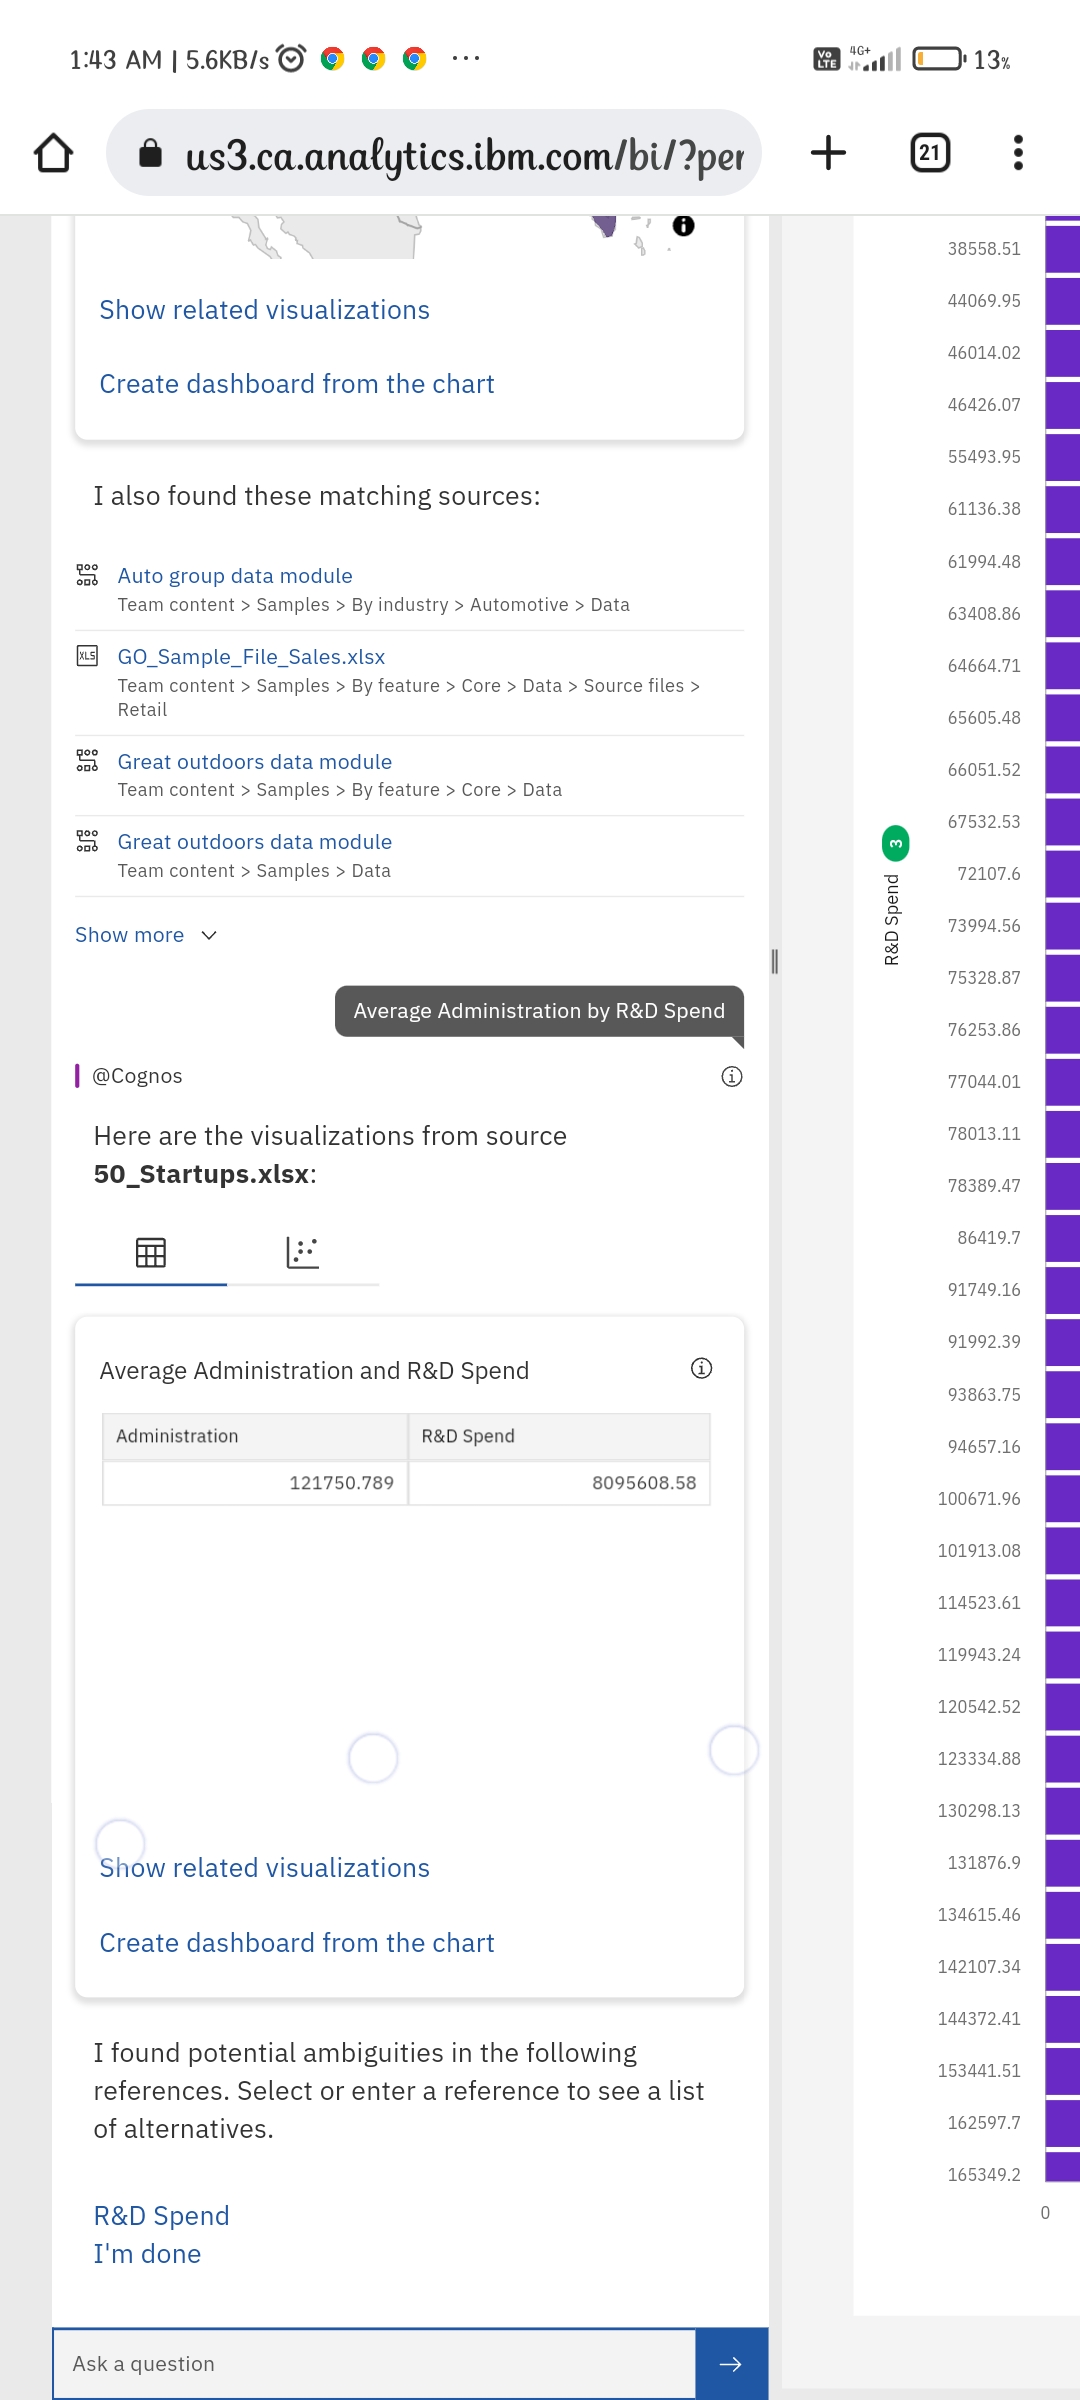 1:43 AM | 5.6KB/s ... Vo LTE 4G+ 13%
us3.ca.analytics.ibm.com/bi/?per
21
Show related visualizations
Create dashboard from the chart
I also found these matching sources:
Auto group data module
Team content > Samples > By industry > Automotive > Data
XLS
GO_Sample_File_Sales.xlsx
Team content > Samples > By feature > Core > Data > Source files >
Retail
Great outdoors data module
Team content > Samples > By feature > Core > Data
Great outdoors data module
Team content > Samples > Data
Show more
Average Administration by R&D Spend
@Cognos
Here are the visualizations from source
50_Startups.xlsx:
Average Administration and R&D Spend
Administration R&D Spend
121750.789 8095608.58
Show related visualizations
Create dashboard from the chart
I found potential ambiguities in the following
references. Select or enter a reference to see a list
of alternatives.
R&D Spend
I'm done
Ask a question
R&D Spend 3
38558.51
44069.95
46014.02
46426.07
55493.95
61136.38
61994.48
63408.86
64664.71
65605.48
66051.52
67532.53
72107.6
73994.56
75328.87
76253.86
77044.01
78013.11
78389.47
86419.7
91749.16
91992.39
93863.75
94657.16
100671.96
101913.08
114523.61
119943.24
120542.52
123334.88
130298.13
131876.9
134615.46
142107.34
144372.41
153441.51
162597.7
165349.2
0